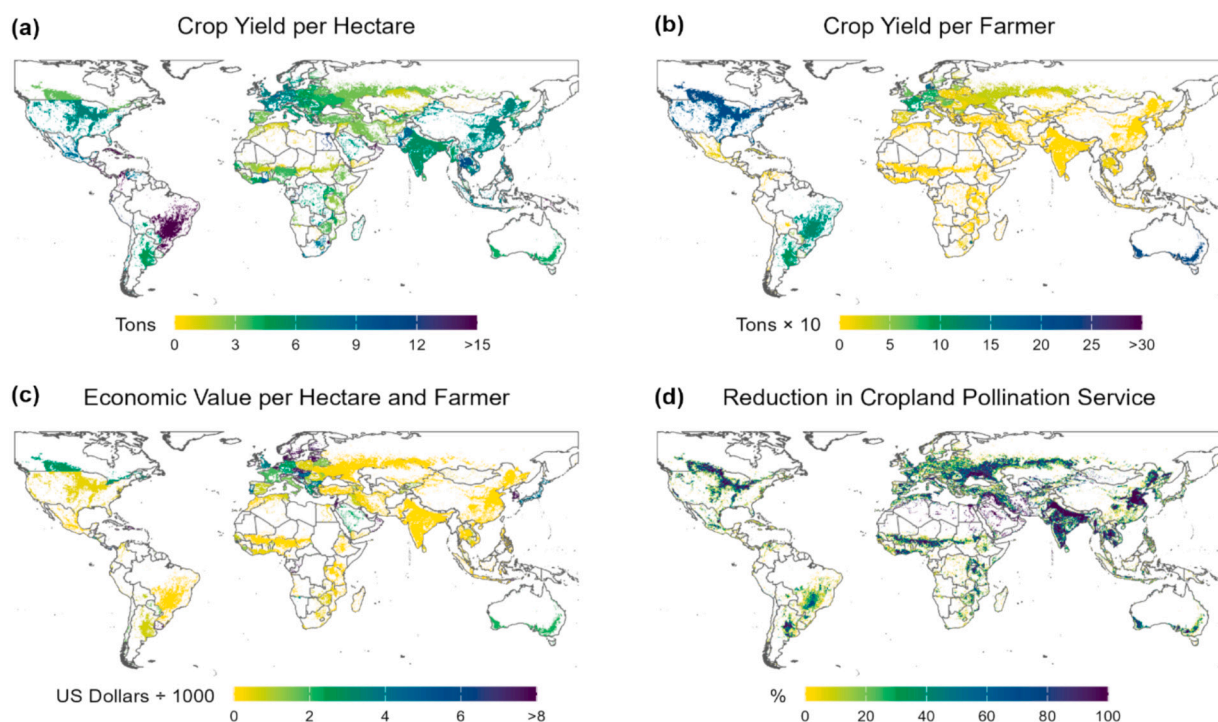 (a) Crop Yield per Hectare
(b) Crop Yield per Farmer
Tons
0 3 6 9 12 >15
Tons × 10
0 5 10 15 20 25 >30
(c) Economic Value per Hectare and Farmer
(d) Reduction in Cropland Pollination Service
US Dollars ÷ 1000
0 2 4 6 >8
%
0 20 40 60 80 100